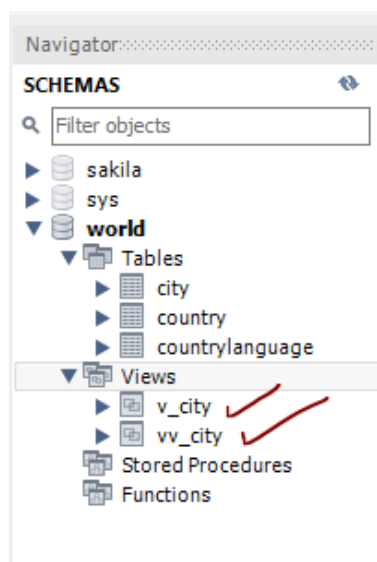 Navigator
SCHEMAS
Filter objects
sakila
sys
world
Tables
city
country
countrylanguage
Views
v_city
vv_city
Stored Procedures
Functions